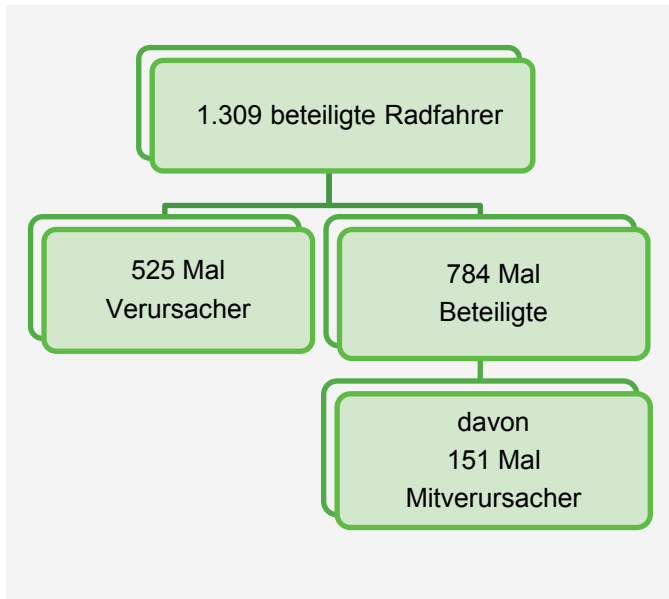 1.309 beteiligte Radfahrer
525 Mal
Verursacher
784 Mal
Beteiligte
davon
151 Mal
Mitverursacher